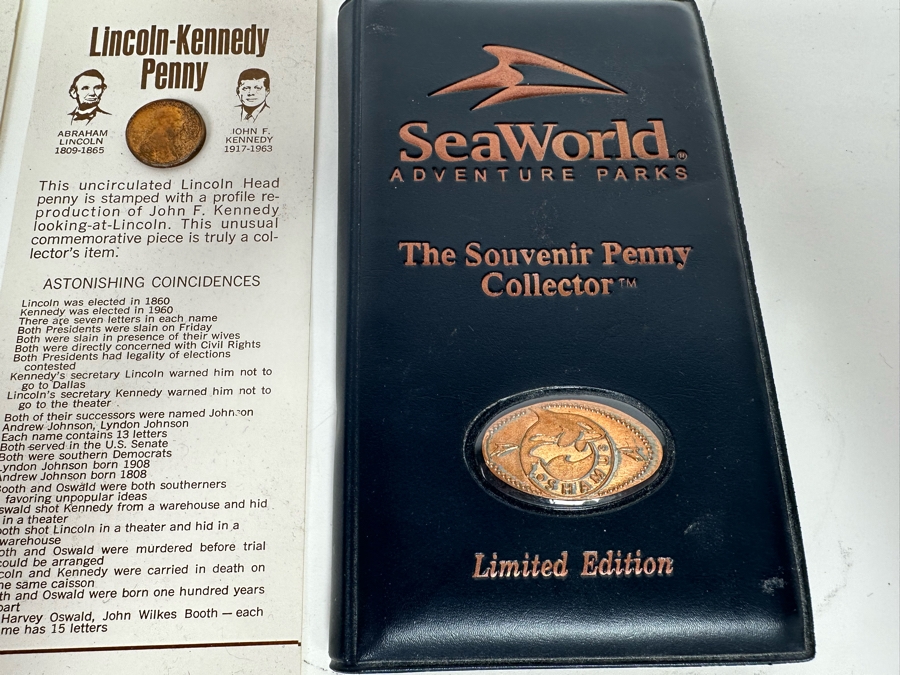 Lincoln-Kennedy
Penny
ABRAHAM
LINCOLN
1809-1865
JOHN F.
KENNEDY
1917-1963
This uncirculated Lincoln Head
penny is stamped with a profile re-
production of John F. Kennedy
looking-at-Lincoln. This unusual
commemorative piece is truly a col-
lector's item.
ASTONISHING COINCIDENCES
Lincoln was elected in 1860
Kennedy was elected in 1960
There are seven letters in each name
Both Presidents were slain on Friday
Both were slain in presence of their wives
Both were directly concerned with Civil Rights
Both Presidents had legality of elections
contested
Kennedy's secretary Lincoln warned him not to
go to Dallas
Lincoln's secretary Kennedy warned him not to
go to the theater
Both of their successors were named Johnson
Andrew Johnson, Lyndon Johnson
Each name contains 13 letters
Both served in the U.S. Senate
Both were southern Democrats
Lyndon Johnson born 1908
Andrew Johnson born 1808
Booth and Oswald were both southerners
favoring unpopular ideas
swald shot Kennedy from a warehouse and hid
in a theater
ooth shot Lincoln in a theater and hid in a
warehouse
oth and Oswald were murdered before trial
could be arranged
coln and Kennedy were carried in death on
he same caisson
th and Oswald were born one hundred years
part
Harvey Oswald, John Wilkes Booth — each
me has 15 letters
SeaWorld®
ADVENTURE PARKS
The Souvenir Penny
Collector™
SHAMU
Limited Edition